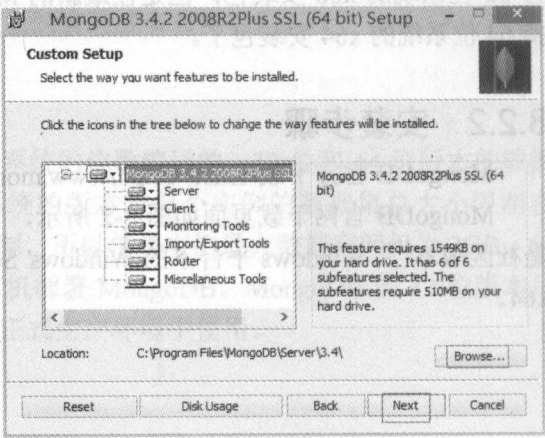 MongoDB 3.4.2 2008R2Plus SSL (64 bit) Setup
Custom Setup
Select the way you want features to be installed.
Click the icons in the tree below to change the way features will be installed.
MongoDB 3.4.2 2008R2Plus SSL
Server
Client
Monitoring Tools
Import/Export Tools
Router
Miscellaneous Tools
MongoDB 3.4.2 2008R2Plus SSL (64
bit)
This feature requires 1549KB on
your hard drive. It has 6 of 6
subfeatures selected. The
subfeatures require 510MB on your
hard drive.
Location: C:\Program Files\MongoDB\Server\3.4\
Browse...
Reset Disk Usage Back Next Cancel